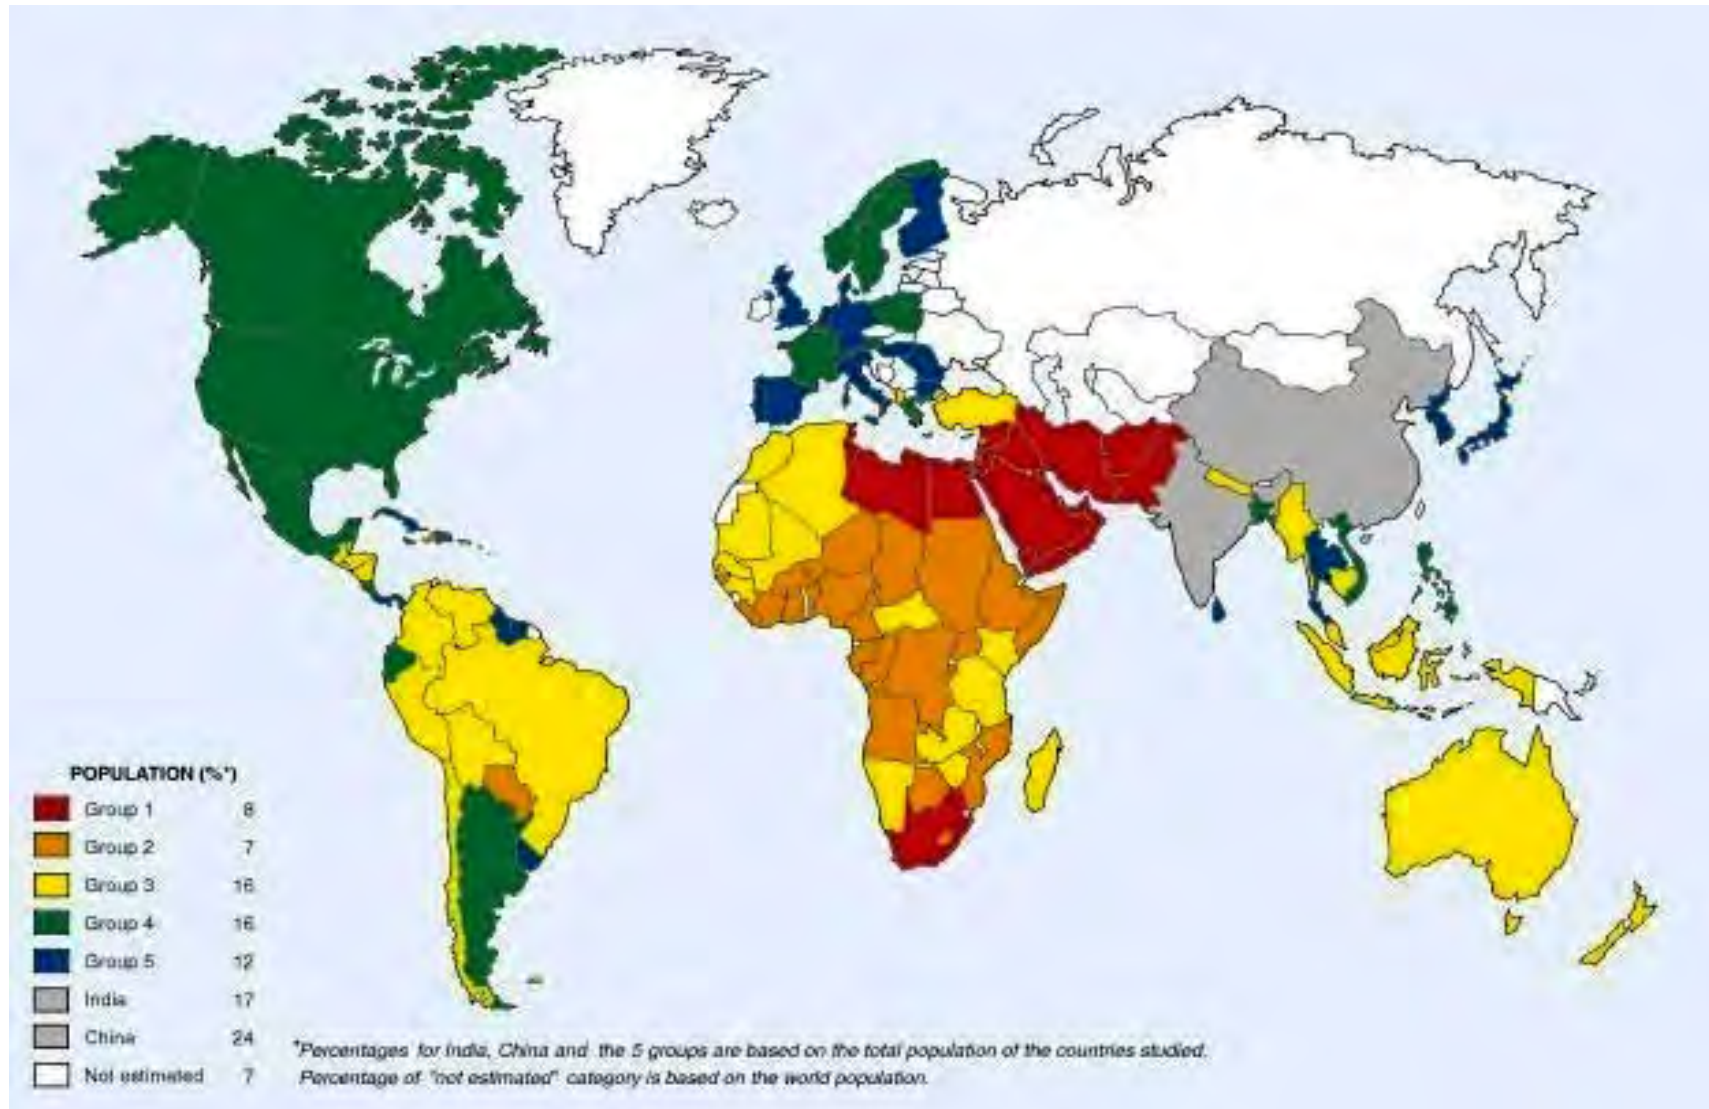 POPULATION (%*)
Group 1 8
Group 2 7
Group 3 16
Group 4 16
Group 5 12
India 17
China 24
Not estimated 7
*Percentages for India, China and the 5 groups are based on the total population of the countries studied.
Percentage of "not estimated" category is based on the world population.